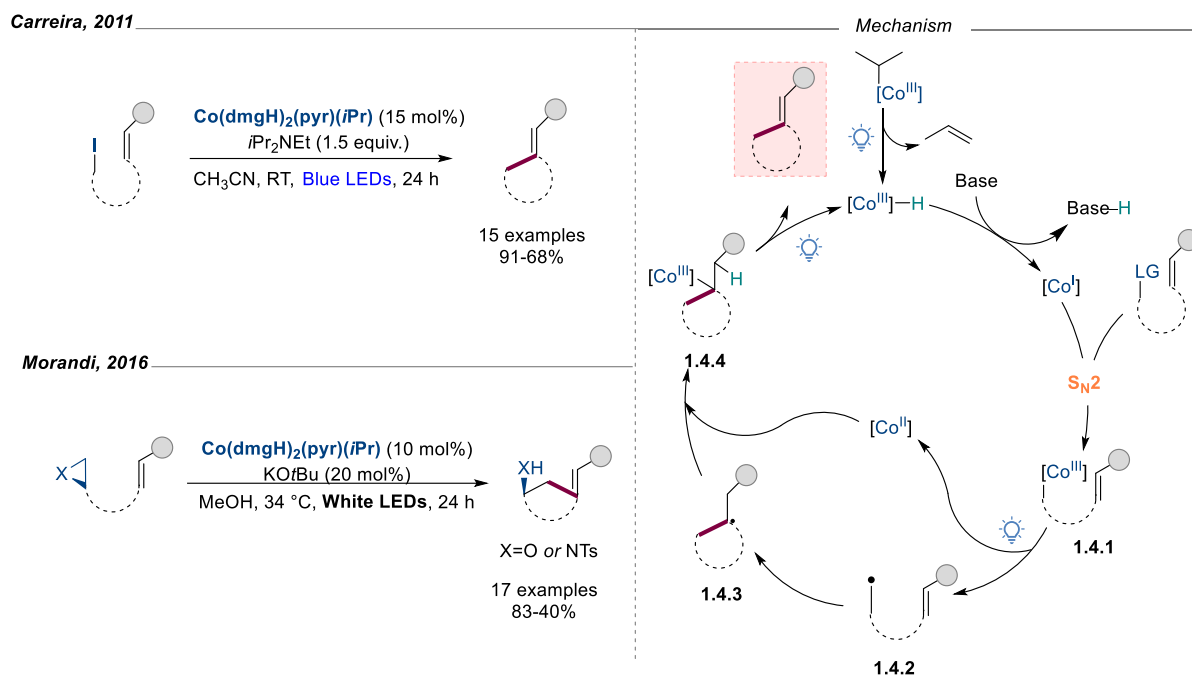 Carreira, 2011
I
Co(dmgH)2(pyr)(iPr) (15 mol%)
iPr2NEt (1.5 equiv.)
CH3CN, RT, Blue LEDs, 24 h
15 examples
91-68%
Morandi, 2016
X
Co(dmgH)2(pyr)(iPr) (10 mol%)
KOtBu (20 mol%)
MeOH, 34 °C, White LEDs, 24 h
XH
X=O or NTs
17 examples
83-40%
Mechanism
[CoIII]
[CoIII]–H
Base
Base–H
[CoI]
LG
SN2
[CoIII]
1.4.1
[CoII]
1.4.2
1.4.3
[CoIII]
H
1.4.4